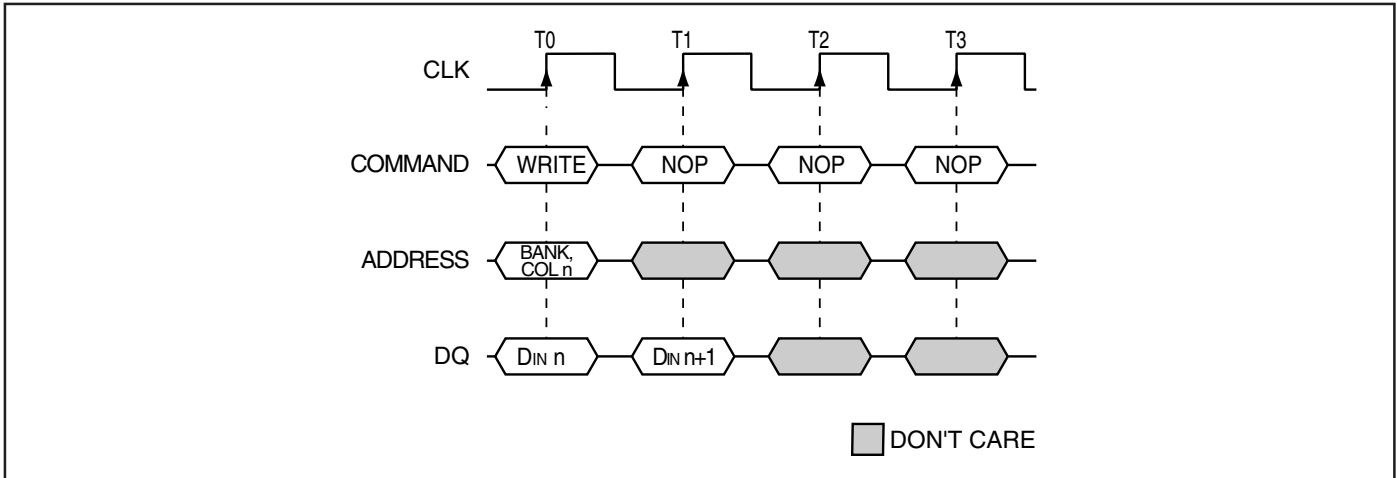 T0 T1 T2 T3
CLK
COMMAND WRITE NOP NOP NOP
ADDRESS BANK,
COL n
DQ DIN n DIN n+1
DON'T CARE